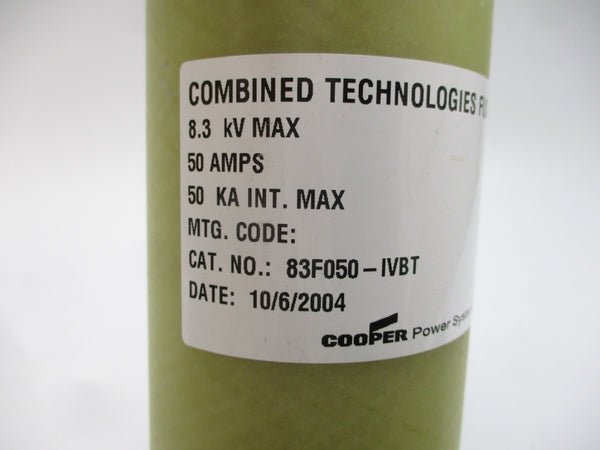 COMBINED TECHNOLOGIES
8.3 kV MAX
50 AMPS
50 KA INT. MAX
MTG. CODE:
CAT. NO.: 83F050-IVBT
DATE: 10/6/2004
COOPER Power